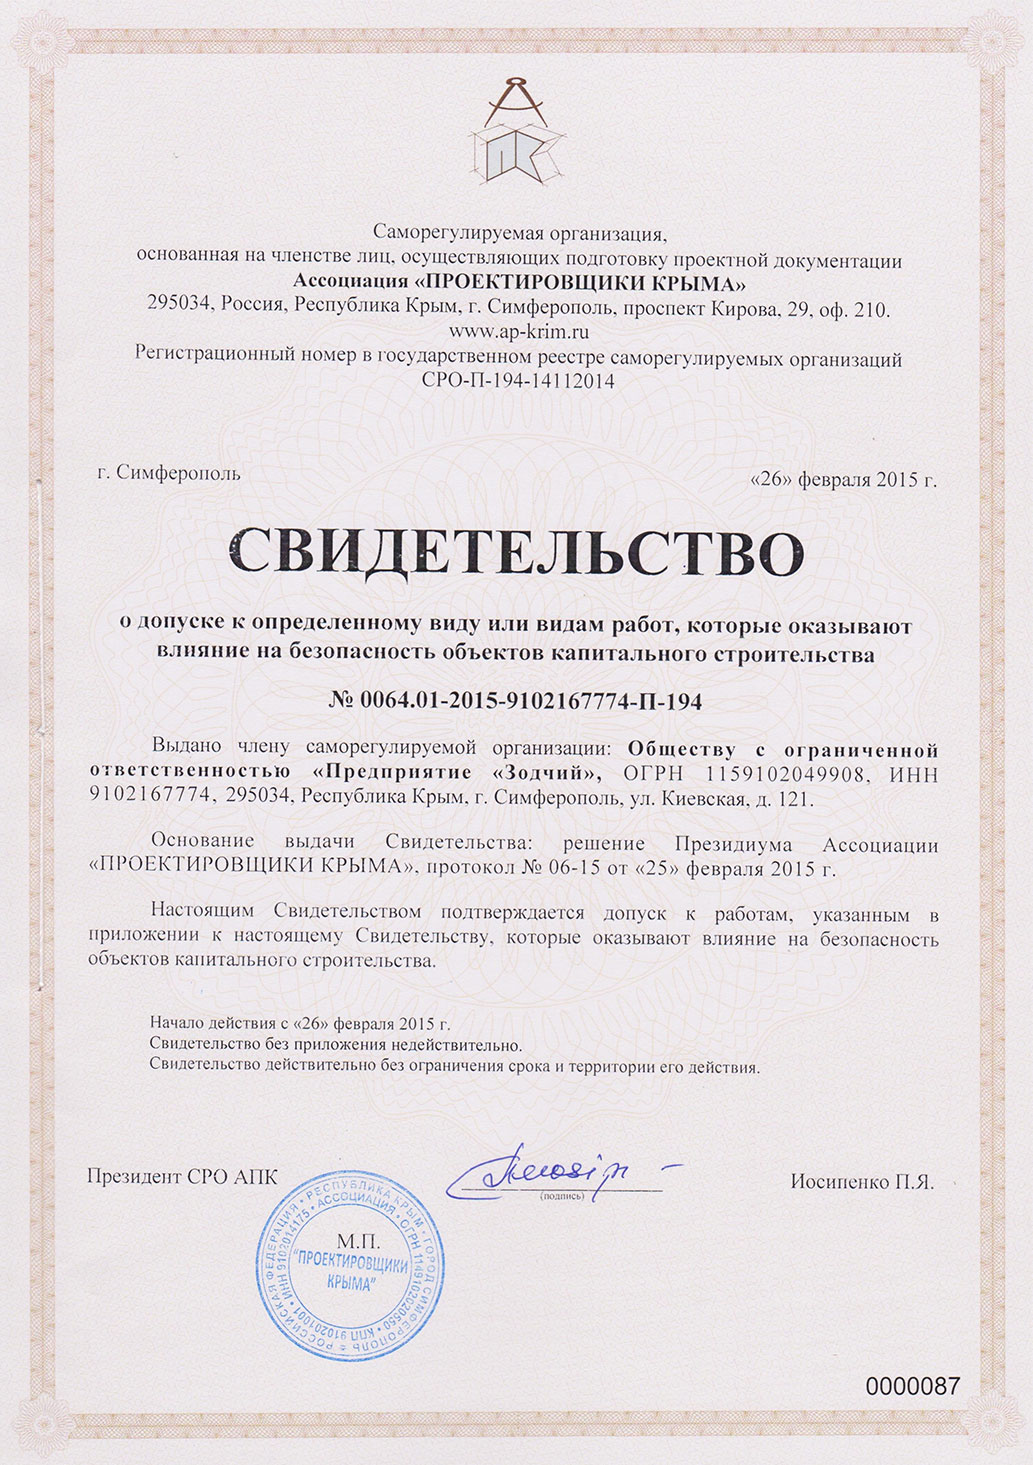 Саморегулируемая организация,
основанная на членстве лиц, осуществляющих подготовку проектной документации
Ассоциация «ПРОЕКТИРОВЩИКИ КРЫМА»
295034, Россия, Республика Крым, г. Симферополь, проспект Кирова, 29, оф. 210.
www.ap-krim.ru
Регистрационный номер в государственном реестре саморегулируемых организаций
СРО-П-194-14112014
г. Симферополь
«26» февраля 2015 г.
СВИДЕТЕЛЬСТВО
о допуске к определенному виду или видам работ, которые оказывают
влияние на безопасность объектов капитального строительства
№ 0064.01-2015-9102167774-П-194
Выдано члену саморегулируемой организации: Обществу с ограниченной
ответственностью «Предприятие «Зодчий», ОГРН 1159102049908, ИНН
9102167774, 295034, Республика Крым, г. Симферополь, ул. Киевская, д. 121.
Основание выдачи Свидетельства: решение Президиума Ассоциации
«ПРОЕКТИРОВЩИКИ КРЫМА», протокол № 06-15 от «25» февраля 2015 г.
Настоящим Свидетельством подтверждается допуск к работам, указанным в
приложении к настоящему Свидетельству, которые оказывают влияние на безопасность
объектов капитального строительства.
Начало действия с «26» февраля 2015 г.
Свидетельство без приложения недействительно.
Свидетельство действительно без ограничения срока и территории его действия.
Президент СРО АПК
(подпись)
Иосипенко П.Я.
М.П.
РОССИЙСКАЯ ФЕДЕРАЦИЯ • РЕСПУБЛИКА КРЫМ • ГОРОД СИМФЕРОПОЛЬ
ИНН 9102014175 • АССОЦИАЦИЯ • ОГРН 1149102020550 • КПП 910201001
"ПРОЕКТИРОВЩИКИ
КРЫМА"
0000087